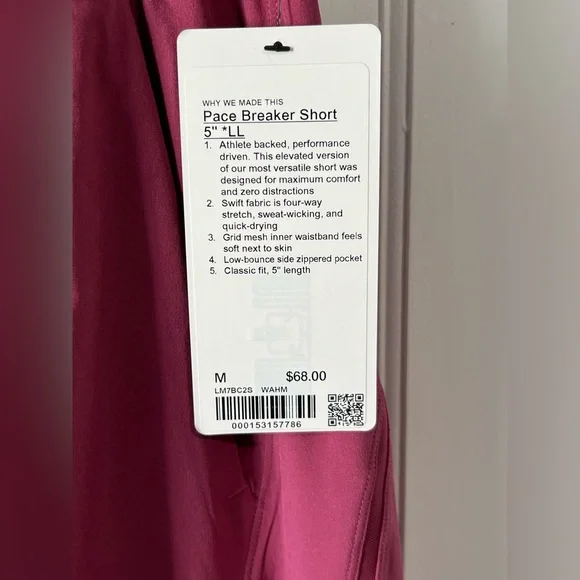 WHY WE MADE THIS
Pace Breaker Short
5" *LL
1. Athlete backed, performance
driven. This elevated version
of our most versatile short was
designed for maximum comfort
and zero distractions
2. Swift fabric is four-way
stretch, sweat-wicking, and
quick-drying
3. Grid mesh inner waistband feels
soft next to skin
4. Low-bounce side zippered pocket
5. Classic fit, 5" length
M $68.00
LM7BC2S WAHM
000153157786